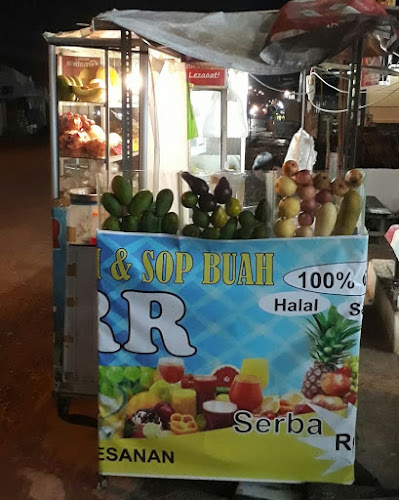 Lezaaat!!
& SOP BUAH
100%
Halal
RR
Serba
ESANAN